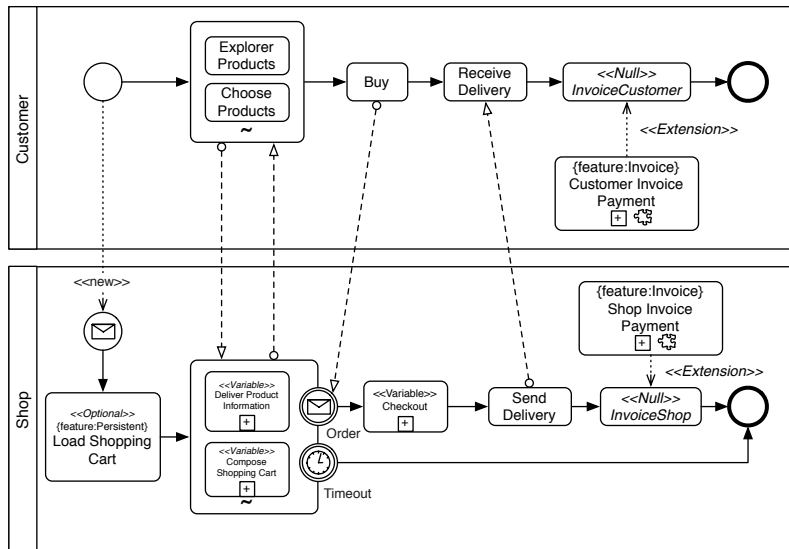 Customer
Explorer
Products
Choose
Products
~
Buy
Receive
Delivery
<<Null>>
InvoiceCustomer
<<Extension>>
{feature:Invoice}
Customer Invoice
Payment
+
<<new>>
Shop
<<Optional>>
{feature:Persistent}
Load Shopping
Cart
<<Variable>>
Deliver Product
Information
+
<<Variable>>
Compose
Shopping Cart
+
~
Order
Timeout
<<Variable>>
Checkout
+
Send
Delivery
{feature:Invoice}
Shop Invoice
Payment
+
<<Extension>>
<<Null>>
InvoiceShop